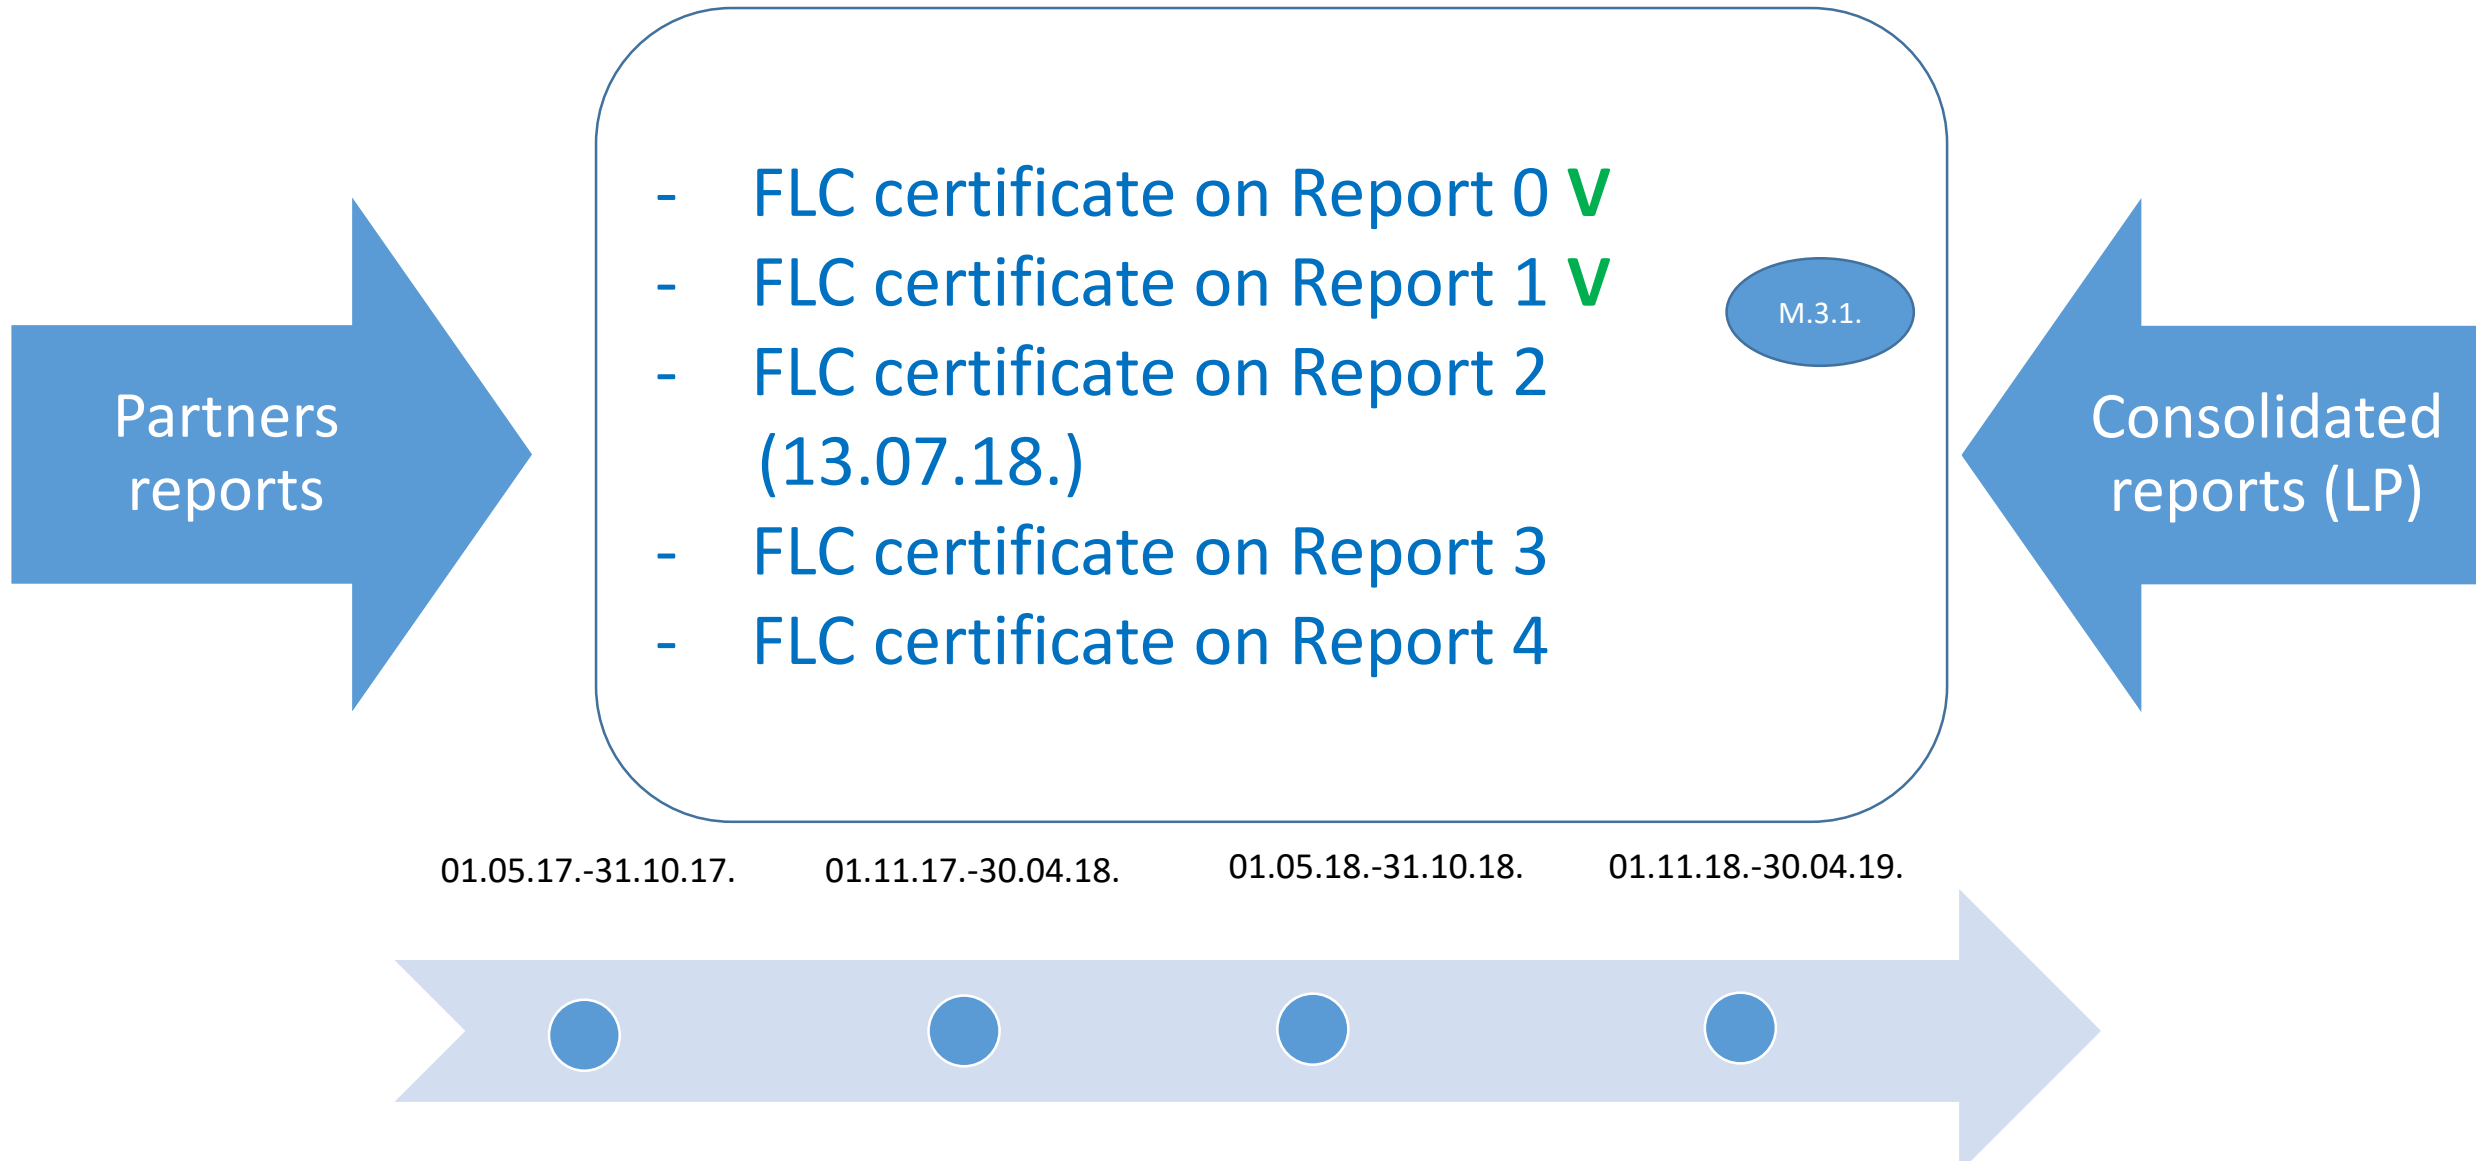 Partners
reports
- FLC certificate on Report 0 V
- FLC certificate on Report 1 V
- FLC certificate on Report 2
(13.07.18.)
- FLC certificate on Report 3
- FLC certificate on Report 4
M.3.1.
Consolidated
reports (LP)
01.05.17.-31.10.17.
01.11.17.-30.04.18.
01.05.18.-31.10.18.
01.11.18.-30.04.19.